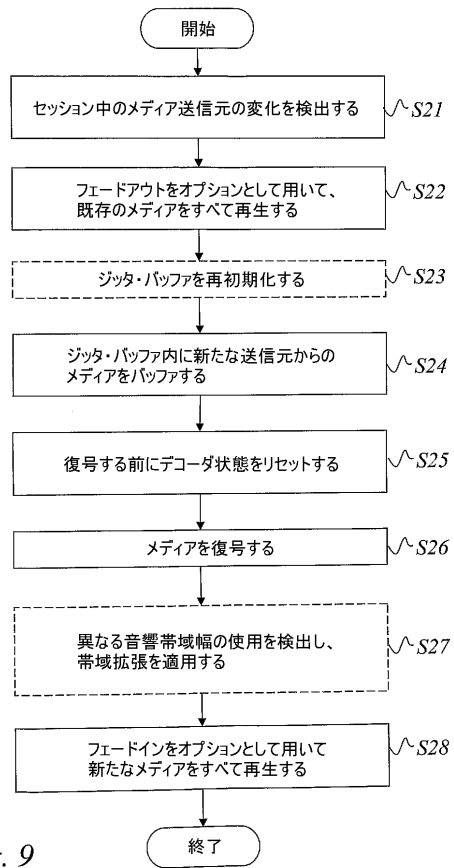 開始
セッション中のメディア送信元の変化を検出する
S21
フェードアウトをオプションとして用いて、
既存のメディアをすべて再生する
S22
ジッタ・バッファを再初期化する
S23
ジッタ・バッファ内に新たな送信元からの
メディアをバッファする
S24
復号する前にデコーダ状態をリセットする
S25
メディアを復号する
S26
異なる音響帯域幅の使用を検出し、
帯域拡張を適用する
S27
フェードインをオプションとして用いて
新たなメディアをすべて再生する
S28
終了
. 9